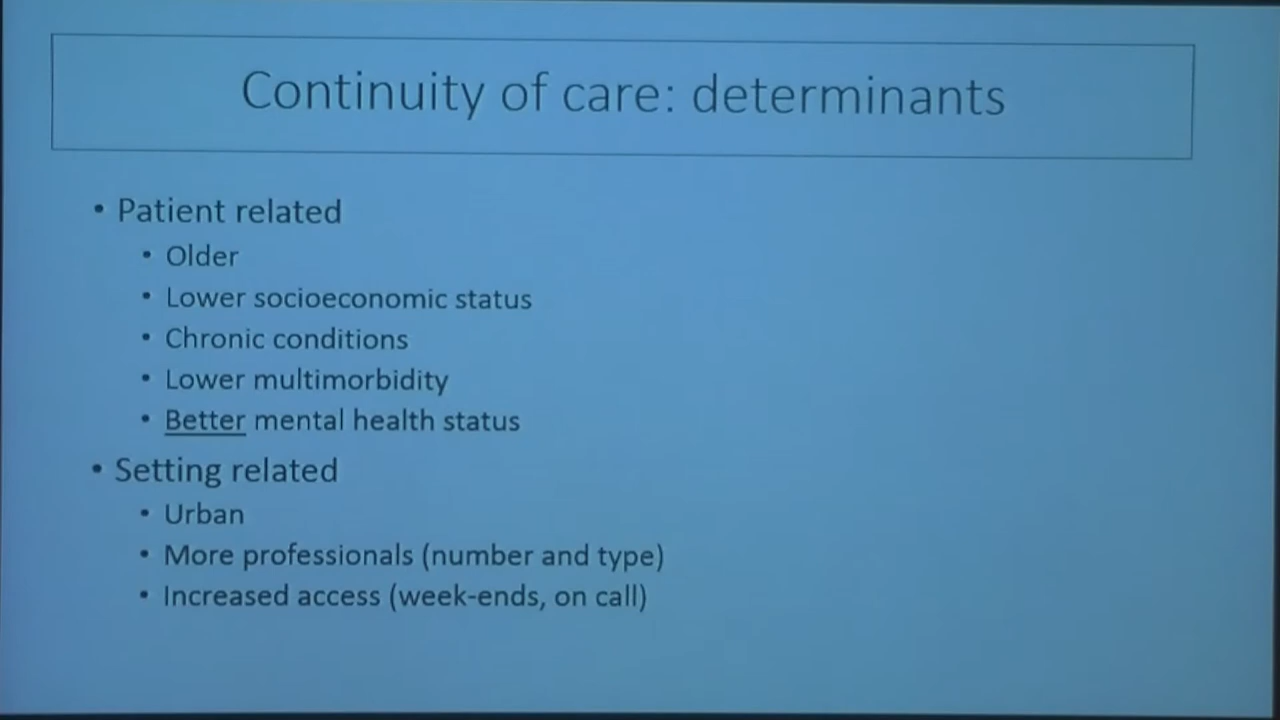 Continuity of care: determinants
• Patient related
• Older
• Lower socioeconomic status
• Chronic conditions
• Lower multimorbidity
• Better mental health status
• Setting related
• Urban
• More professionals (number and type)
• Increased access (week-ends, on call)